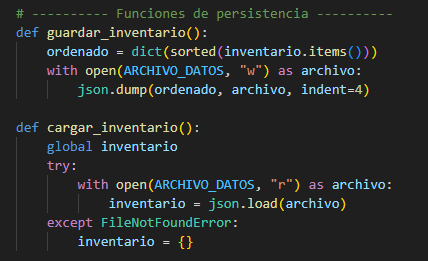 # ---------- Funciones de persistencia ----------
def guardar_inventario():
    ordenado = dict(sorted(inventario.items()))
    with open(ARCHIVO_DATOS, "w") as archivo:
        json.dump(ordenado, archivo, indent=4)

def cargar_inventario():
    global inventario
    try:
        with open(ARCHIVO_DATOS, "r") as archivo:
            inventario = json.load(archivo)
    except FileNotFoundError:
        inventario = {}